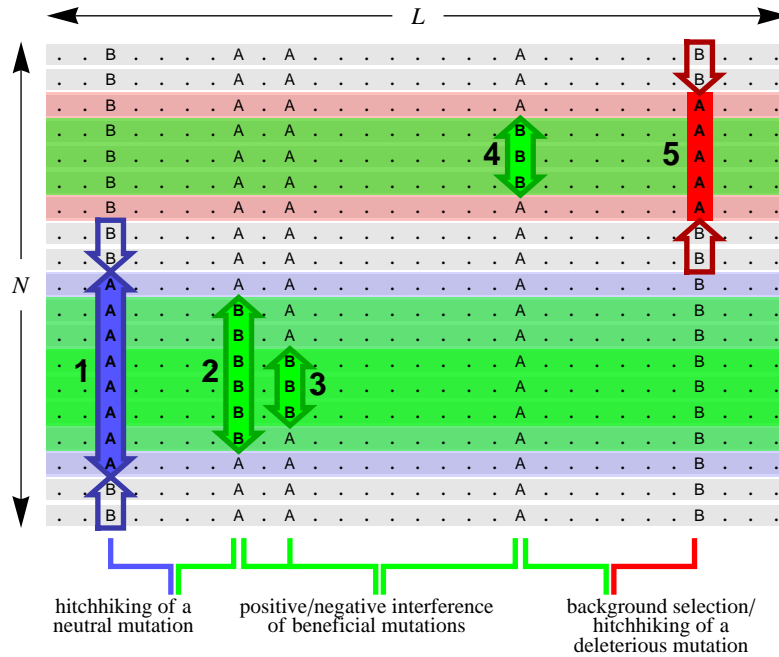 L
. . B . . . . A . A . . . . . . . . A . . . . . . B . . .
. . B . . . . A . A . . . . . . . . A . . . . . . B . . .
. . B . . . . A . A . . . . . . . . A . . . . . . A . . .
. . B . . . . A . A . . . . . . . . B . . . . . . A . . .
. . B . . . . A . A . . . . . . . . B . . . . . . A . . .
4 5
. . B . . . . A . A . . . . . . . . B . . . . . . A . . .
. . B . . . . A . A . . . . . . . . A . . . . . . A . . .
. . B . . . . A . A . . . . . . . . A . . . . . . B . . .
. . B . . . . A . A . . . . . . . . A . . . . . . B . . .
N
. . A . . . . A . A . . . . . . . . A . . . . . . B . . .
. . A . . . . B . A . . . . . . . . A . . . . . . B . . .
. . A . . . . B . A . . . . . . . . A . . . . . . B . . .
. . A . . . . B . B . . . . . . . . A . . . . . . B . . .
1 2 3
. . A . . . . B . B . . . . . . . . A . . . . . . B . . .
. . A . . . . B . B . . . . . . . . A . . . . . . B . . .
. . A . . . . B . A . . . . . . . . A . . . . . . B . . .
. . A . . . . A . A . . . . . . . . A . . . . . . B . . .
. . B . . . . A . A . . . . . . . . A . . . . . . B . . .
. . B . . . . A . A . . . . . . . . A . . . . . . B . . .
hitchhiking of a
neutral mutation
positive/negative interference
of beneficial mutations
background selection/
hitchhiking of a
deleterious mutation